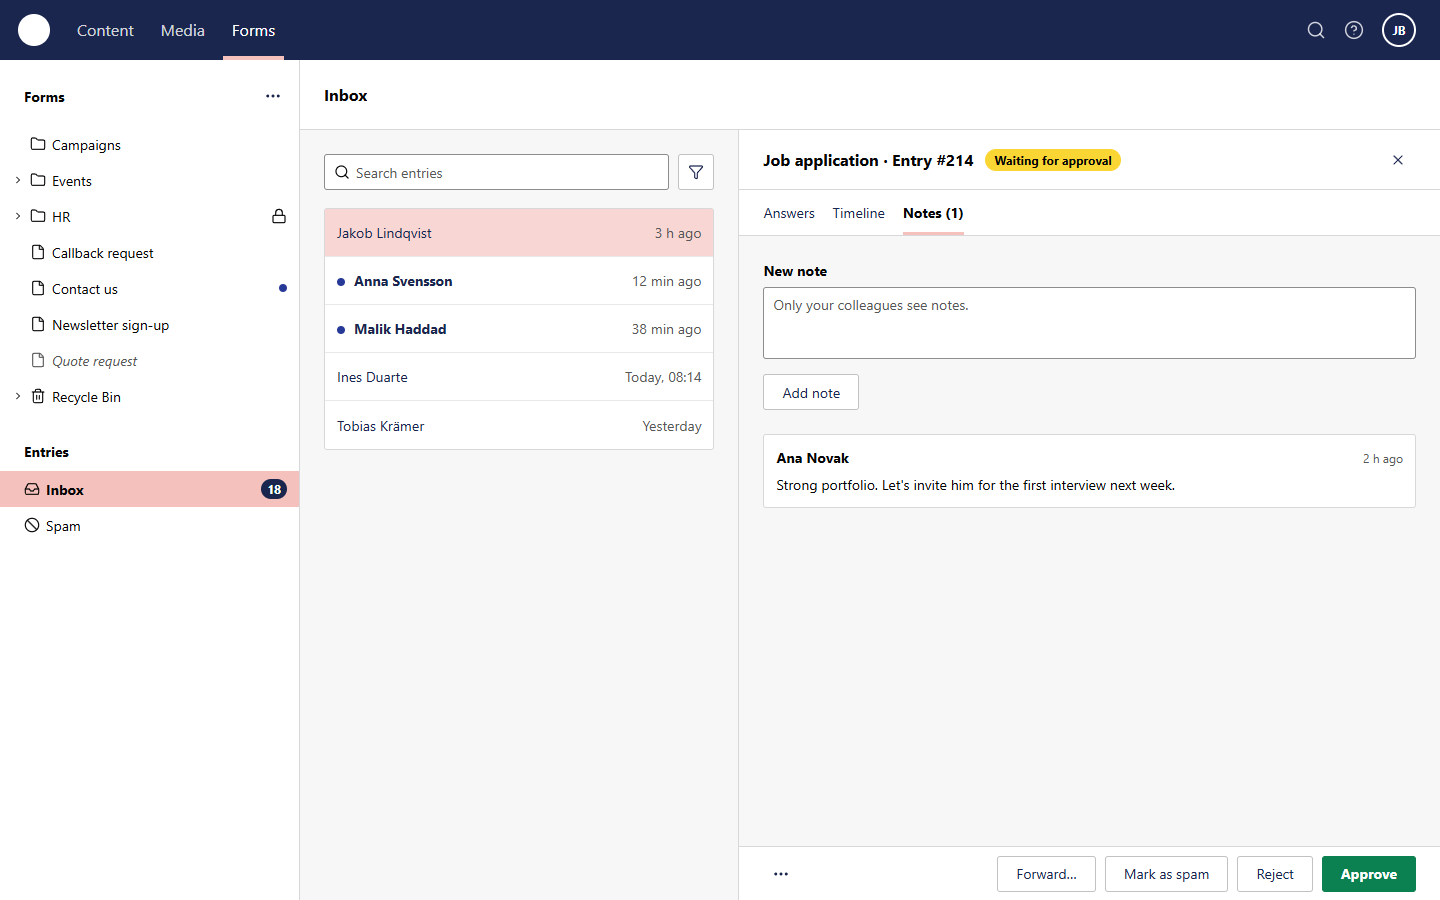 Content Media Forms
JB
Forms
Campaigns
Events
HR
Callback request
Contact us
Newsletter sign-up
Quote request
Recycle Bin
Entries
Inbox 18
Spam
Inbox
Search entries
Jakob Lindqvist 3 h ago
Anna Svensson 12 min ago
Malik Haddad 38 min ago
Ines Duarte Today, 08:14
Tobias Krämer Yesterday
Job application · Entry #214 Waiting for approval
Answers Timeline Notes (1)
New note
Only your colleagues see notes.
Add note
Ana Novak 2 h ago
Strong portfolio. Let's invite him for the first interview next week.
Forward... Mark as spam Reject Approve